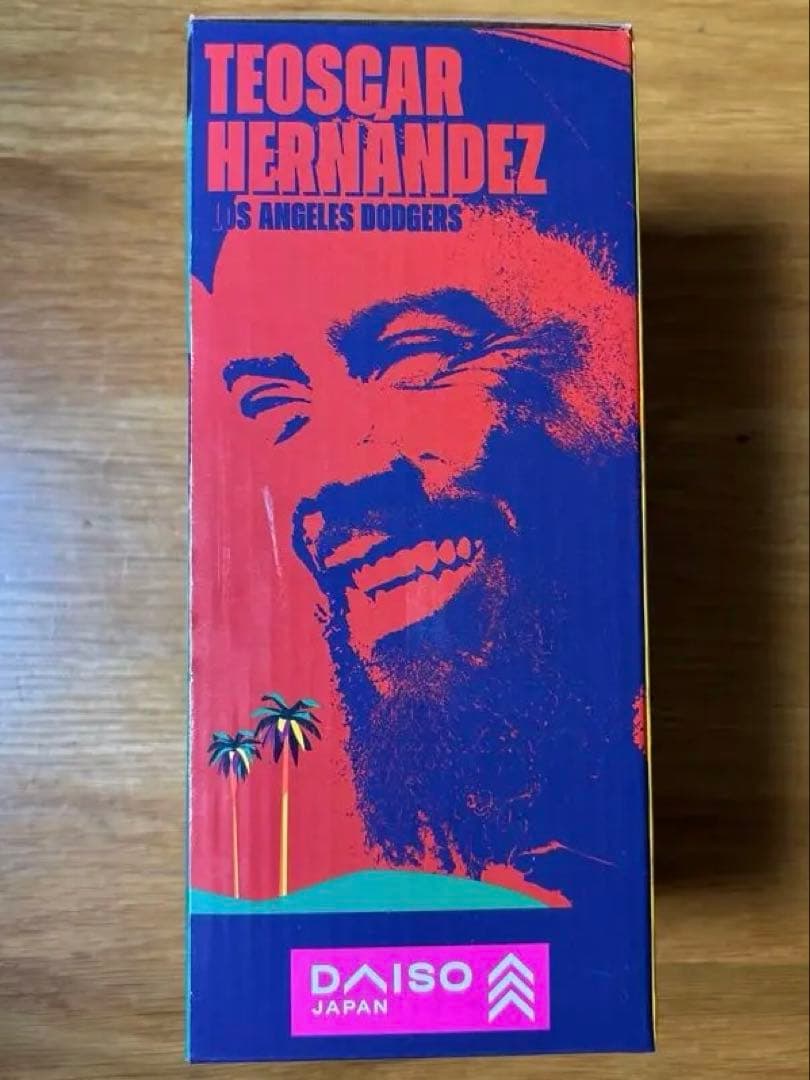 TEOSCAR
HERNÁNDEZ
LOS ANGELES DODGERS
DAISO
JAPAN